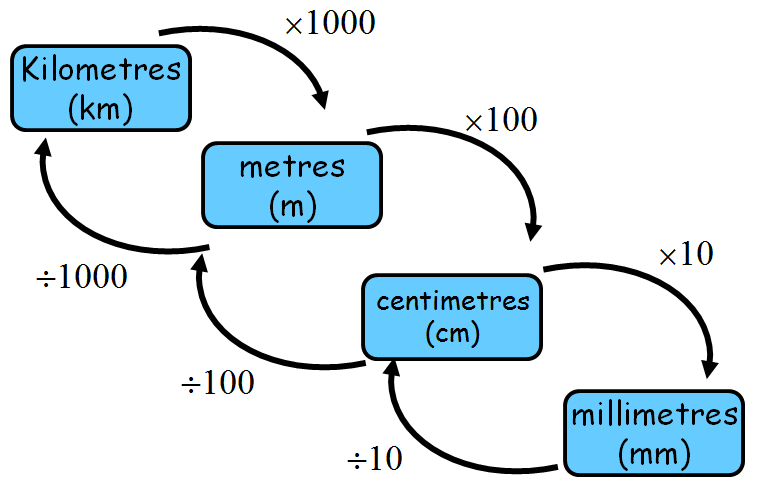 ×1000
Kilometres
(km)
×100
metres
(m)
×10
÷1000
centimetres
(cm)
÷100
millimetres
(mm)
÷10